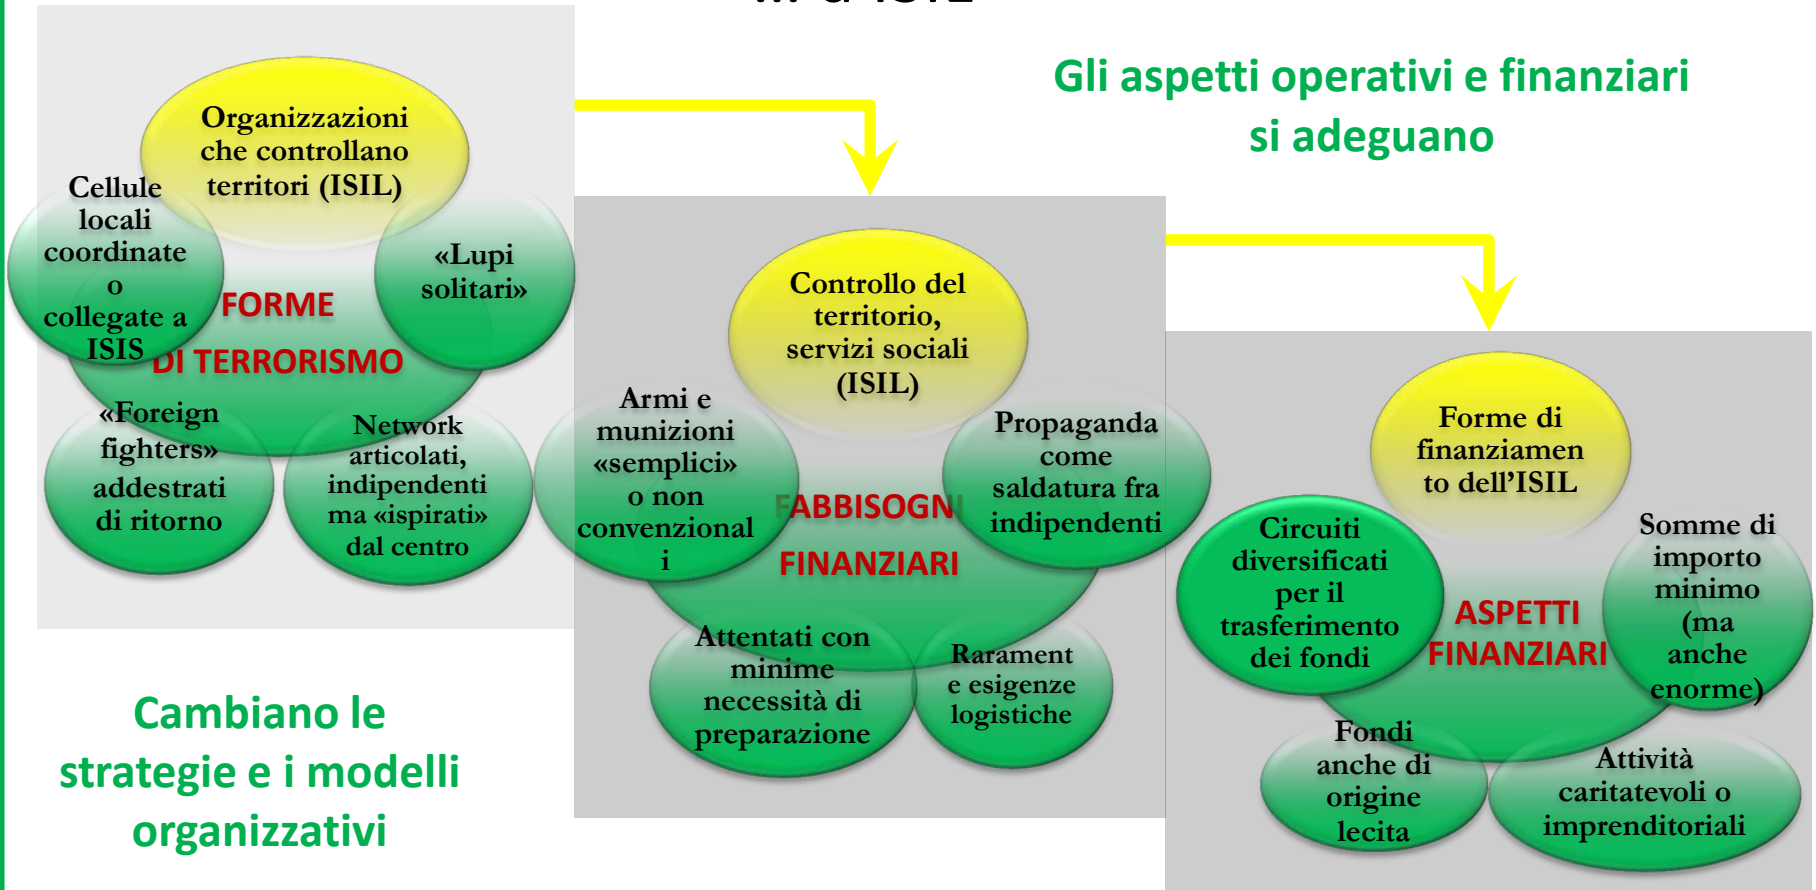 ... a ISIL
Gli aspetti operativi e finanziari
si adeguano
Organizzazioni
che controllano
territori (ISIL)
Cellule
locali
coordinate
o
collegate a
ISIS
«Lupi
solitari»
FORME
DI TERRORISMO
«Foreign
fighters»
addestrati
di ritorno
Network
articolati,
indipendenti
ma «ispirati»
dal centro
Controllo del
territorio,
servizi sociali
(ISIL)
Armi e
munizioni
«semplici»
o non
convenzional
i
Propaganda
come
saldatura fra
indipendenti
FABBISOGNI
FINANZIARI
Attentati con
minime
necessità di
preparazione
Rarament
e esigenze
logistiche
Forme di
finanziamen
to dell’ISIL
Circuiti
diversificati
per il
trasferimento
dei fondi
Somme di
importo
minimo
(ma
anche
enorme)
ASPETTI
FINANZIARI
Fondi
anche di
origine
lecita
Attività
caritatevoli o
imprenditoriali
Cambiano le
strategie e i modelli
organizzativi